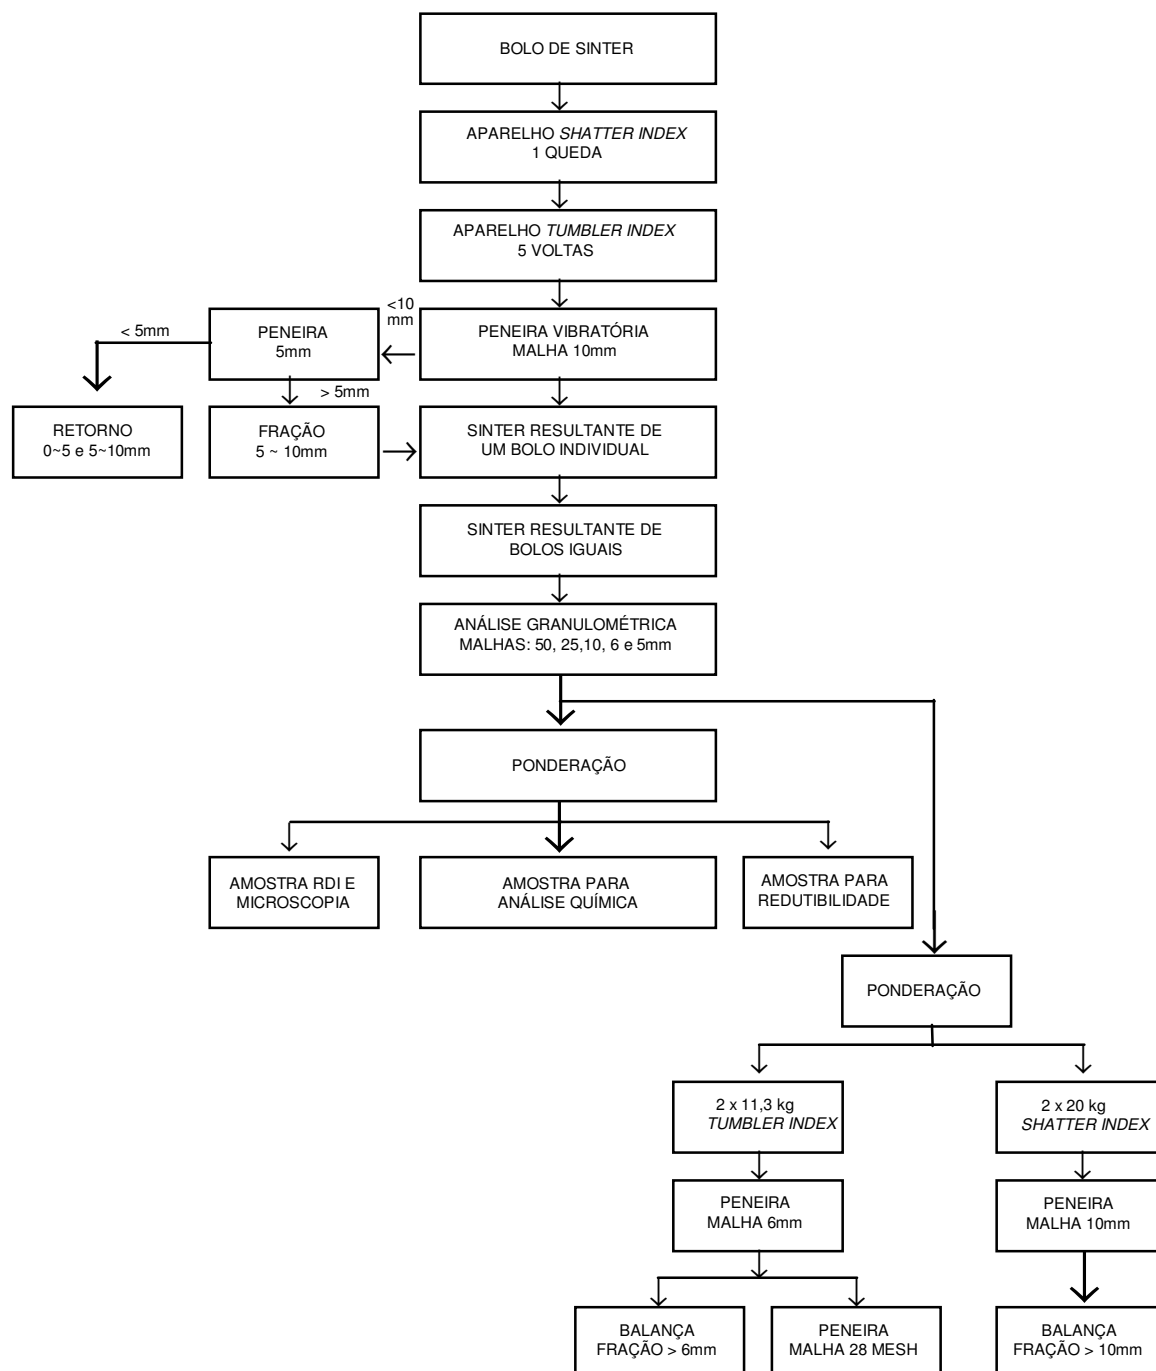 BOLO DE SINTER
APARELHO SHATTER INDEX
1 QUEDA
APARELHO TUMBLER INDEX
5 VOLTAS
<10
mm
< 5mm
PENEIRA
5mm
PENEIRA VIBRATÓRIA
MALHA 10mm
> 5mm
RETORNO
0~5 e 5~10mm
FRAÇÃO
5 ~ 10mm
SINTER RESULTANTE DE
UM BOLO INDIVIDUAL
SINTER RESULTANTE DE
BOLOS IGUAIS
ANÁLISE GRANULOMÉTRICA
MALHAS: 50, 25,10, 6 e 5mm
PONDERAÇÃO
AMOSTRA RDI E
MICROSCOPIA
AMOSTRA PARA
ANÁLISE QUÍMICA
AMOSTRA PARA
REDUTIBILIDADE
PONDERAÇÃO
2 x 11,3 kg
TUMBLER INDEX
2 x 20 kg
SHATTER INDEX
PENEIRA
MALHA 6mm
PENEIRA
MALHA 10mm
BALANÇA
FRAÇÃO > 6mm
PENEIRA
MALHA 28 MESH
BALANÇA
FRAÇÃO > 10mm